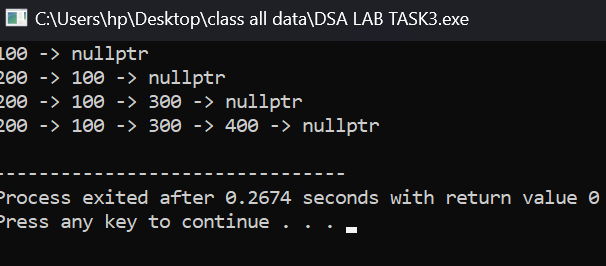 C:\Users\hp\Desktop\class all data\DSA LAB TASK3.exe
100 -> nullptr
200 -> 100 -> nullptr
200 -> 100 -> 300 -> nullptr
200 -> 100 -> 300 -> 400 -> nullptr
--------------------------------
Process exited after 0.2674 seconds with return value 0
Press any key to continue . . .